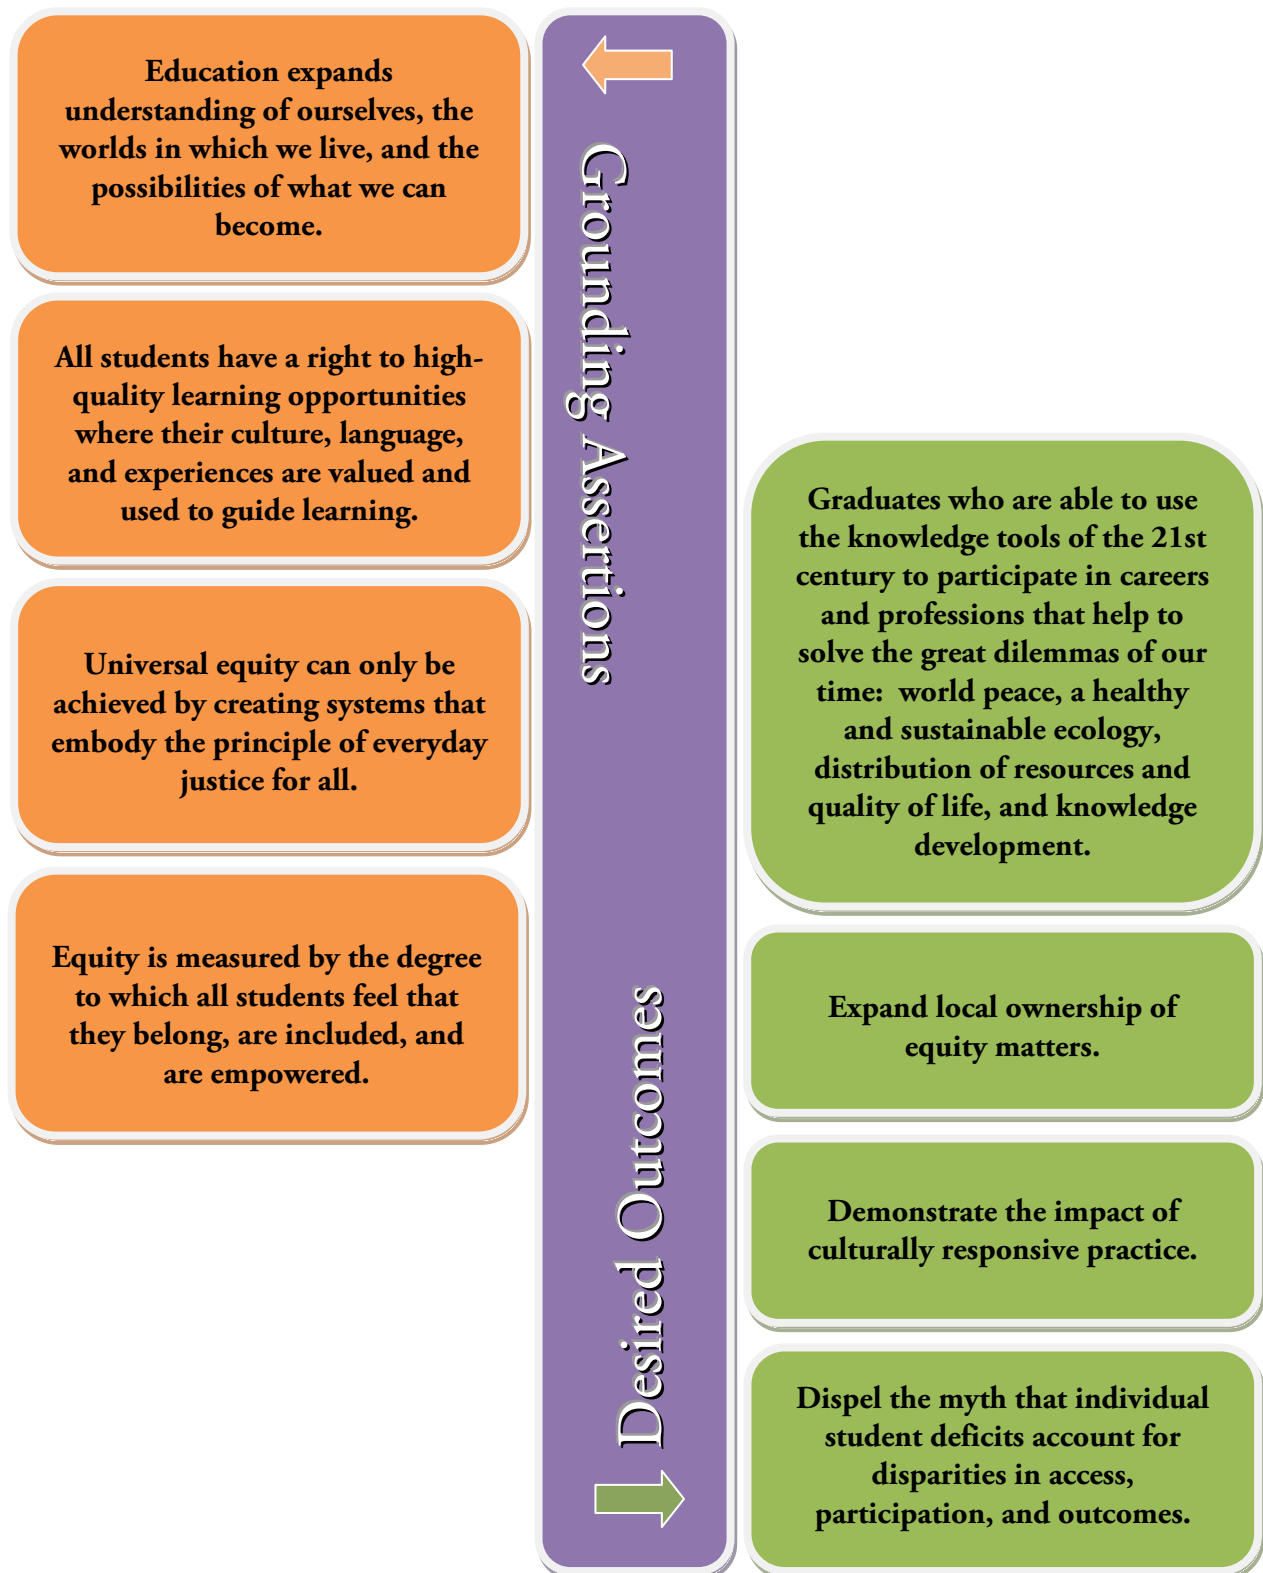 Education expands
understanding of ourselves, the
worlds in which we live, and the
possibilities of what we can
become.
All students have a right to high-
quality learning opportunities
where their culture, language,
and experiences are valued and
used to guide learning.
Universal equity can only be
achieved by creating systems that
embody the principle of everyday
justice for all.
Equity is measured by the degree
to which all students feel that
they belong, are included, and
are empowered.
Grounding Assertions
Desired Outcomes
Graduates who are able to use
the knowledge tools of the 21st
century to participate in careers
and professions that help to
solve the great dilemmas of our
time:  world peace, a healthy
and sustainable ecology,
distribution of resources and
quality of life, and knowledge
development.
Expand local ownership of
equity matters.
Demonstrate the impact of
culturally responsive practice.
Dispel the myth that individual
student deficits account for
disparities in access,
participation, and outcomes.